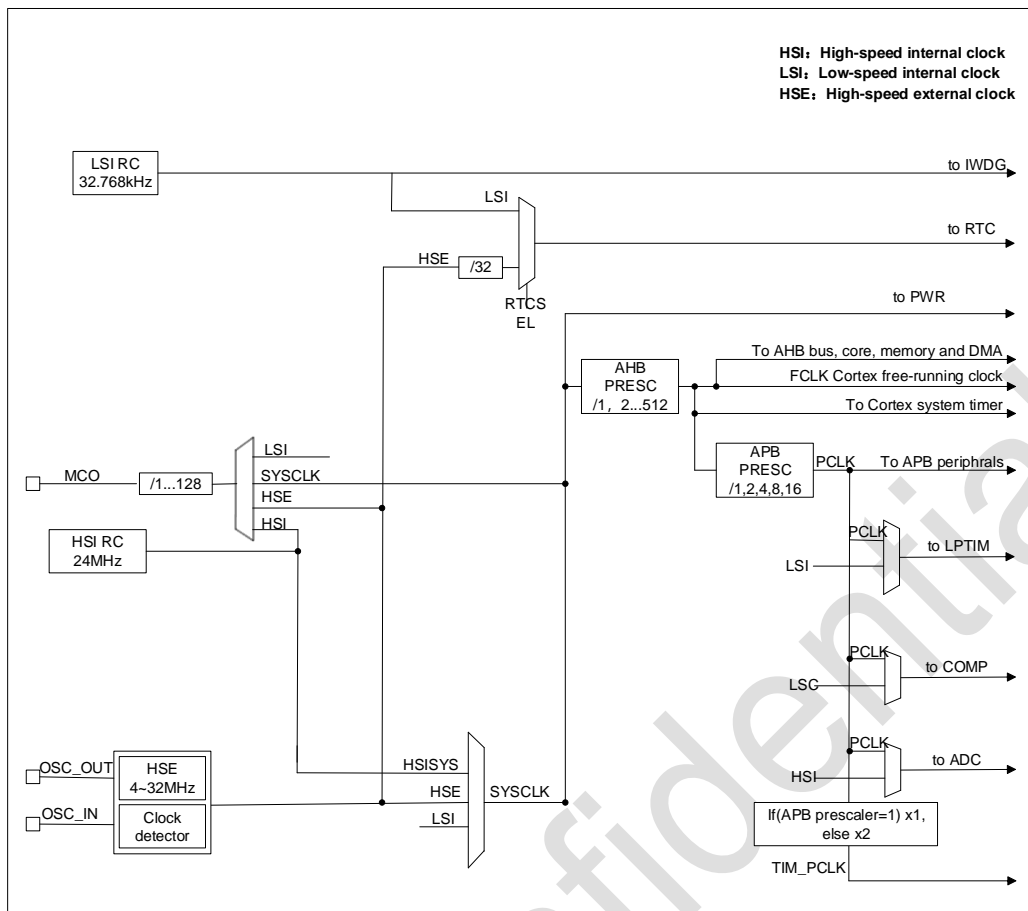 HSI: High-speed internal clock
LSI: Low-speed internal clock
HSE: High-speed external clock
LSI RC
32.768kHz
to IWDG
LSI
to RTC
HSE
/32
RTCS
EL
to PWR
AHB
PRESC
/1, 2...512
To AHB bus, core, memory and DMA
FCLK Cortex free-running clock
To Cortex system timer
APB
PRESC
/1,2,4,8,16
PCLK
To APB periphrals
MCO
/1...128
LSI
SYSCLK
HSE
HSI
HSI RC
24MHz
PCLK
LSI
to LPTIM
PCLK
LSC
to COMP
PCLK
HSI
to ADC
OSC_OUT
OSC_IN
HSE
4~32MHz
Clock
detector
HSISYS
HSE
LSI
SYSCLK
If(APB prescaler=1) x1,
else x2
TIM_PCLK
nfidential